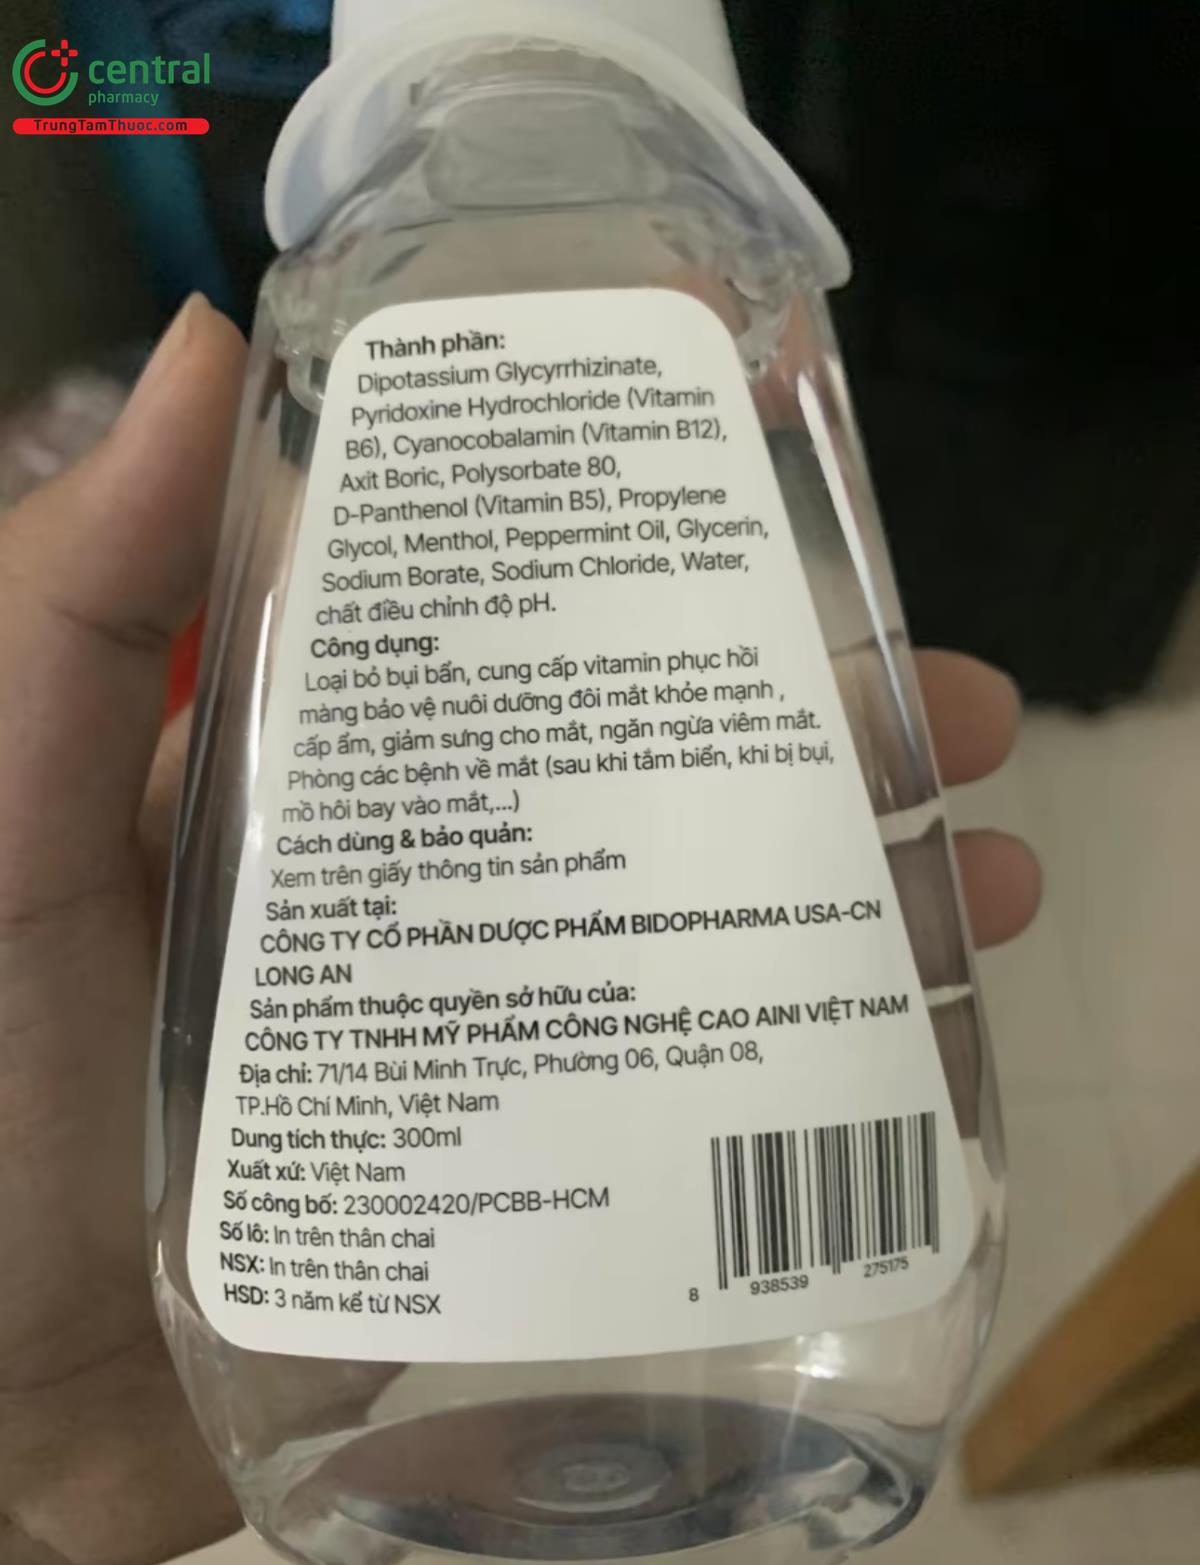 central
pharmacy
TrungTamThuoc.com
Thành phần:
Dipotassium Glycyrrhizinate,
Pyridoxine Hydrochloride (Vitamin
B6), Cyanocobalamin (Vitamin B12),
Axit Boric, Polysorbate 80,
D-Panthenol (Vitamin B5), Propylene
Glycol, Menthol, Peppermint Oil, Glycerin,
Sodium Borate, Sodium Chloride, Water,
chất điều chỉnh độ pH.
Công dụng:
Loại bỏ bụi bẩn, cung cấp vitamin phục hồi
màng bảo vệ nuôi dưỡng đôi mắt khỏe mạnh ,
cấp ẩm, giảm sưng cho mắt, ngăn ngừa viêm mắt.
Phòng các bệnh về mắt (sau khi tắm biển, khi bị bụi,
mồ hôi bay vào mắt,...)
Cách dùng & bảo quản:
Xem trên giấy thông tin sản phẩm
Sản xuất tại:
CÔNG TY CỔ PHẦN DƯỢC PHẨM BIDOPHARMA USA-CN
LONG AN
Sản phẩm thuộc quyền sở hữu của:
CÔNG TY TNHH MỸ PHẨM CÔNG NGHỆ CAO AINI VIỆT NAM
Địa chỉ: 71/14 Bùi Minh Trực, Phường 06, Quận 08,
TP.Hồ Chí Minh, Việt Nam
Dung tích thực: 300ml
Xuất xứ: Việt Nam
Số công bố: 230002420/PCBB-HCM
Số lô: In trên thân chai
NSX: In trên thân chai
HSD: 3 năm kể từ NSX
8 938539 275175